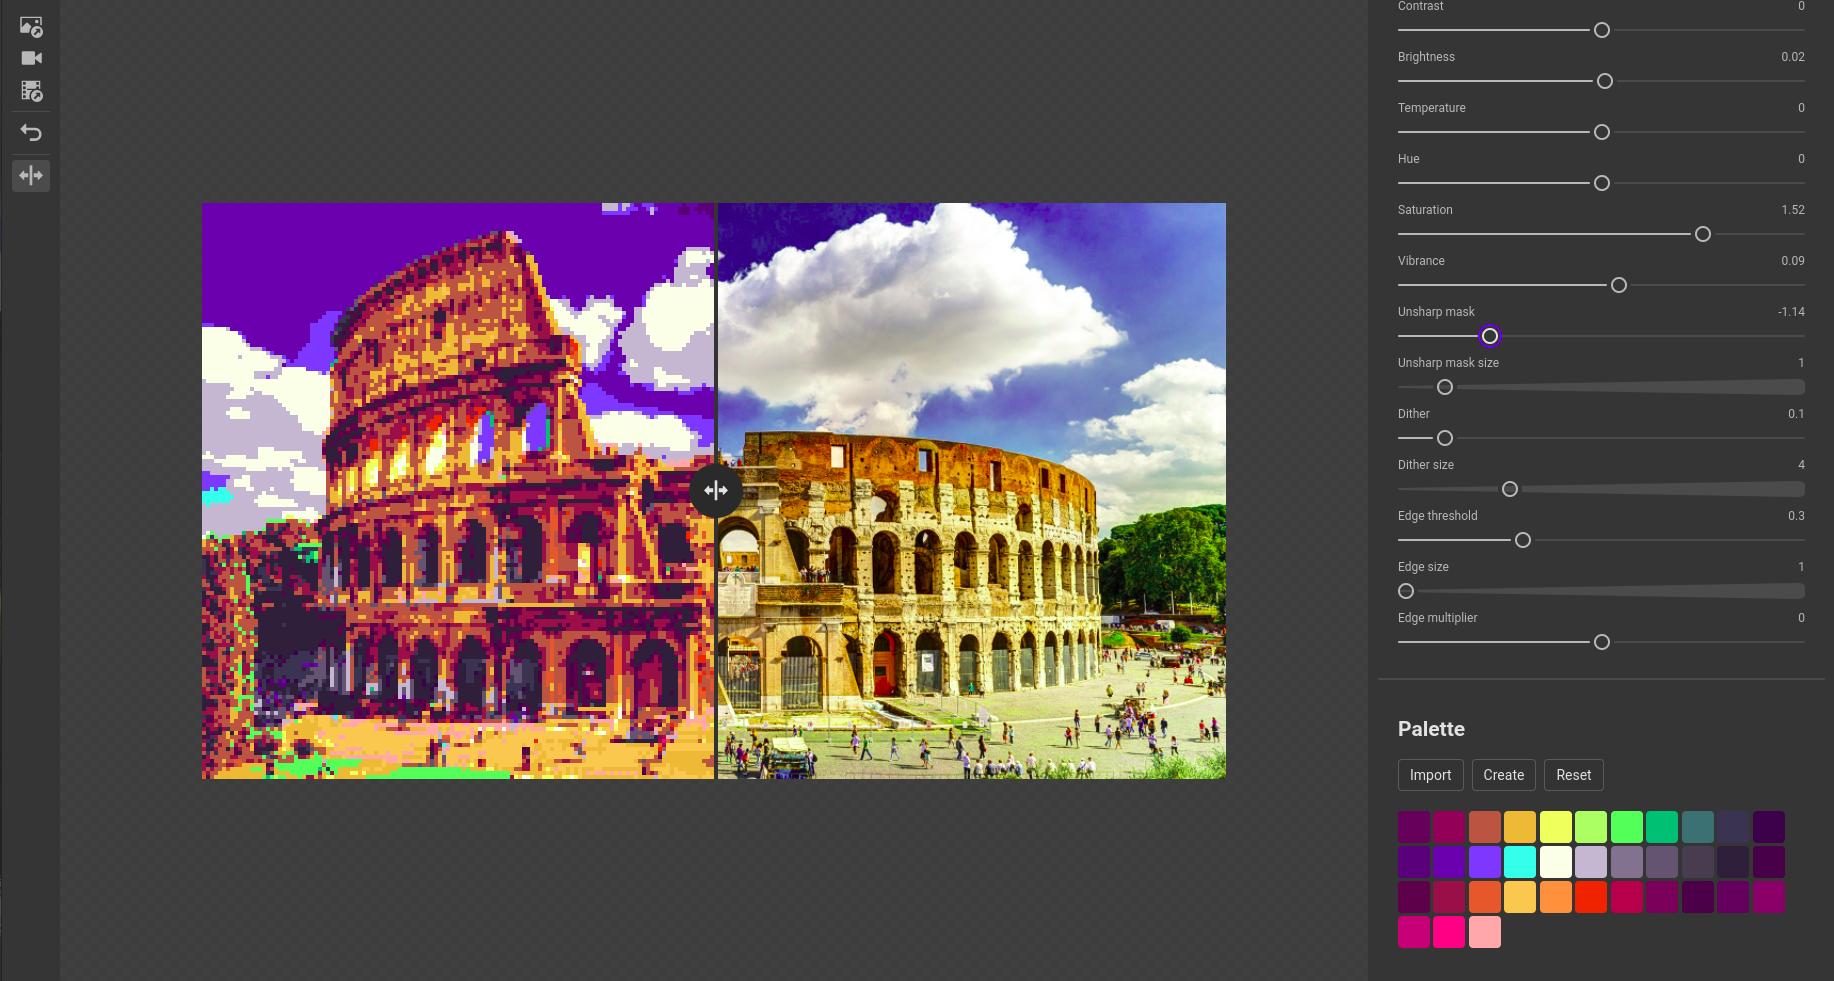 Contrast 0
Brightness 0.02
Temperature 0
Hue 0
Saturation 1.52
Vibrance 0.09
Unsharp mask -1.14
Unsharp mask size 1
Dither 0.1
Dither size 4
Edge threshold 0.3
Edge size 1
Edge multiplier 0
Palette
Import Create Reset